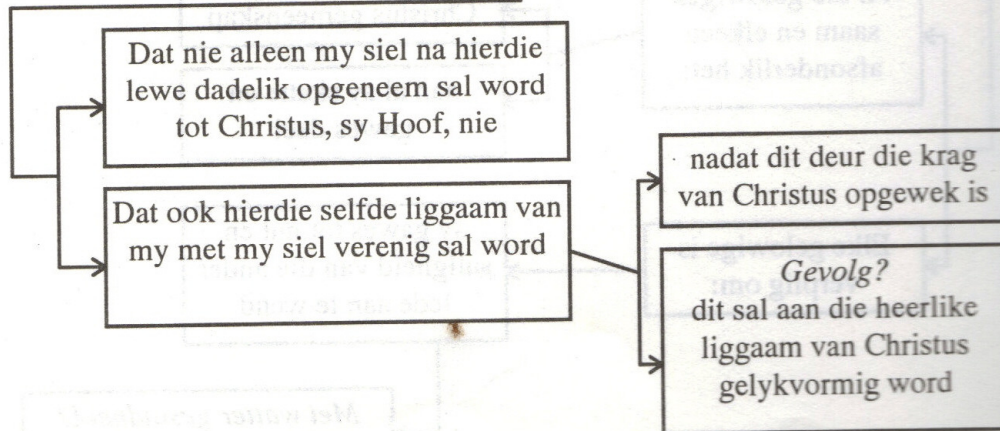 Dat nie alleen my siel na hierdie
lewe dadelik opgeneem sal word
tot Christus, sy Hoof, nie
Dat ook hierdie selfde liggaam van
my met my siel verenig sal word
nadat dit deur die krag
van Christus opgewek is
Gevolg?
dit sal aan die heerlike
liggaam van Christus
gelykvormig word